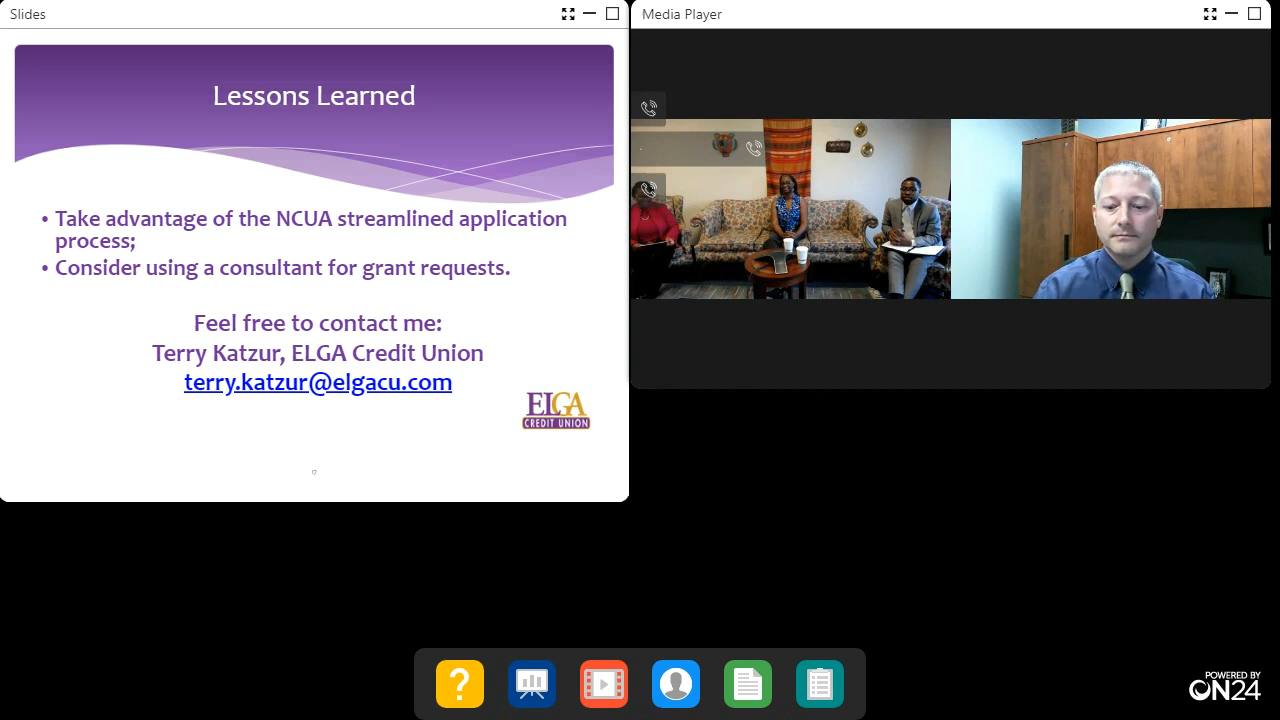 Slides
Lessons Learned
• Take advantage of the NCUA streamlined application
process;
• Consider using a consultant for grant requests.
Feel free to contact me:
Terry Katzur, ELGA Credit Union
terry.katzur@elgacu.com
ELGA
CREDIT UNION
17
Media Player
?
POWERED BY
ON24